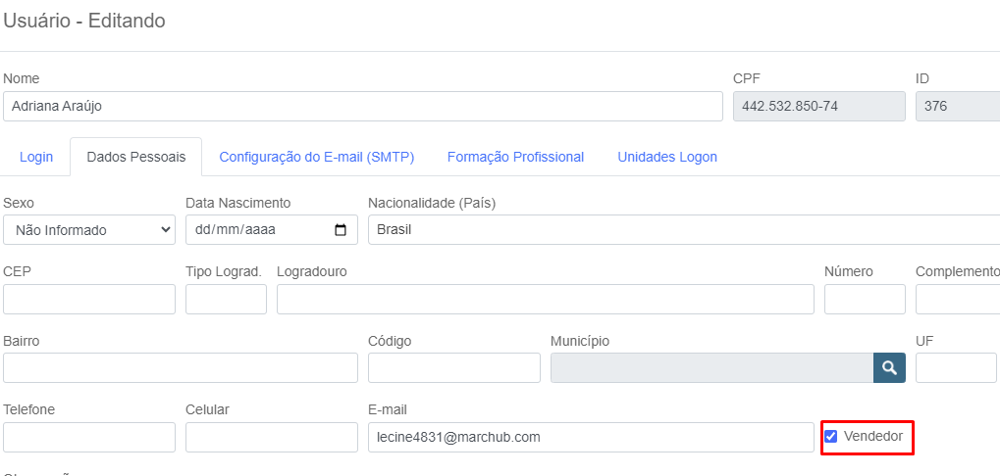 Usuário - Editando
Nome CPF ID
Adriana Araújo 442.532.850-74 376
Login Dados Pessoais Configuração do E-mail (SMTP) Formação Profissional Unidades Logon
Sexo Data Nascimento Nacionalidade (País)
Não Informado dd/mm/aaaa Brasil
CEP Tipo Lograd. Logradouro Número Complemento
Bairro Código Município UF
Telefone Celular E-mail
lecine4831@marchub.com Vendedor